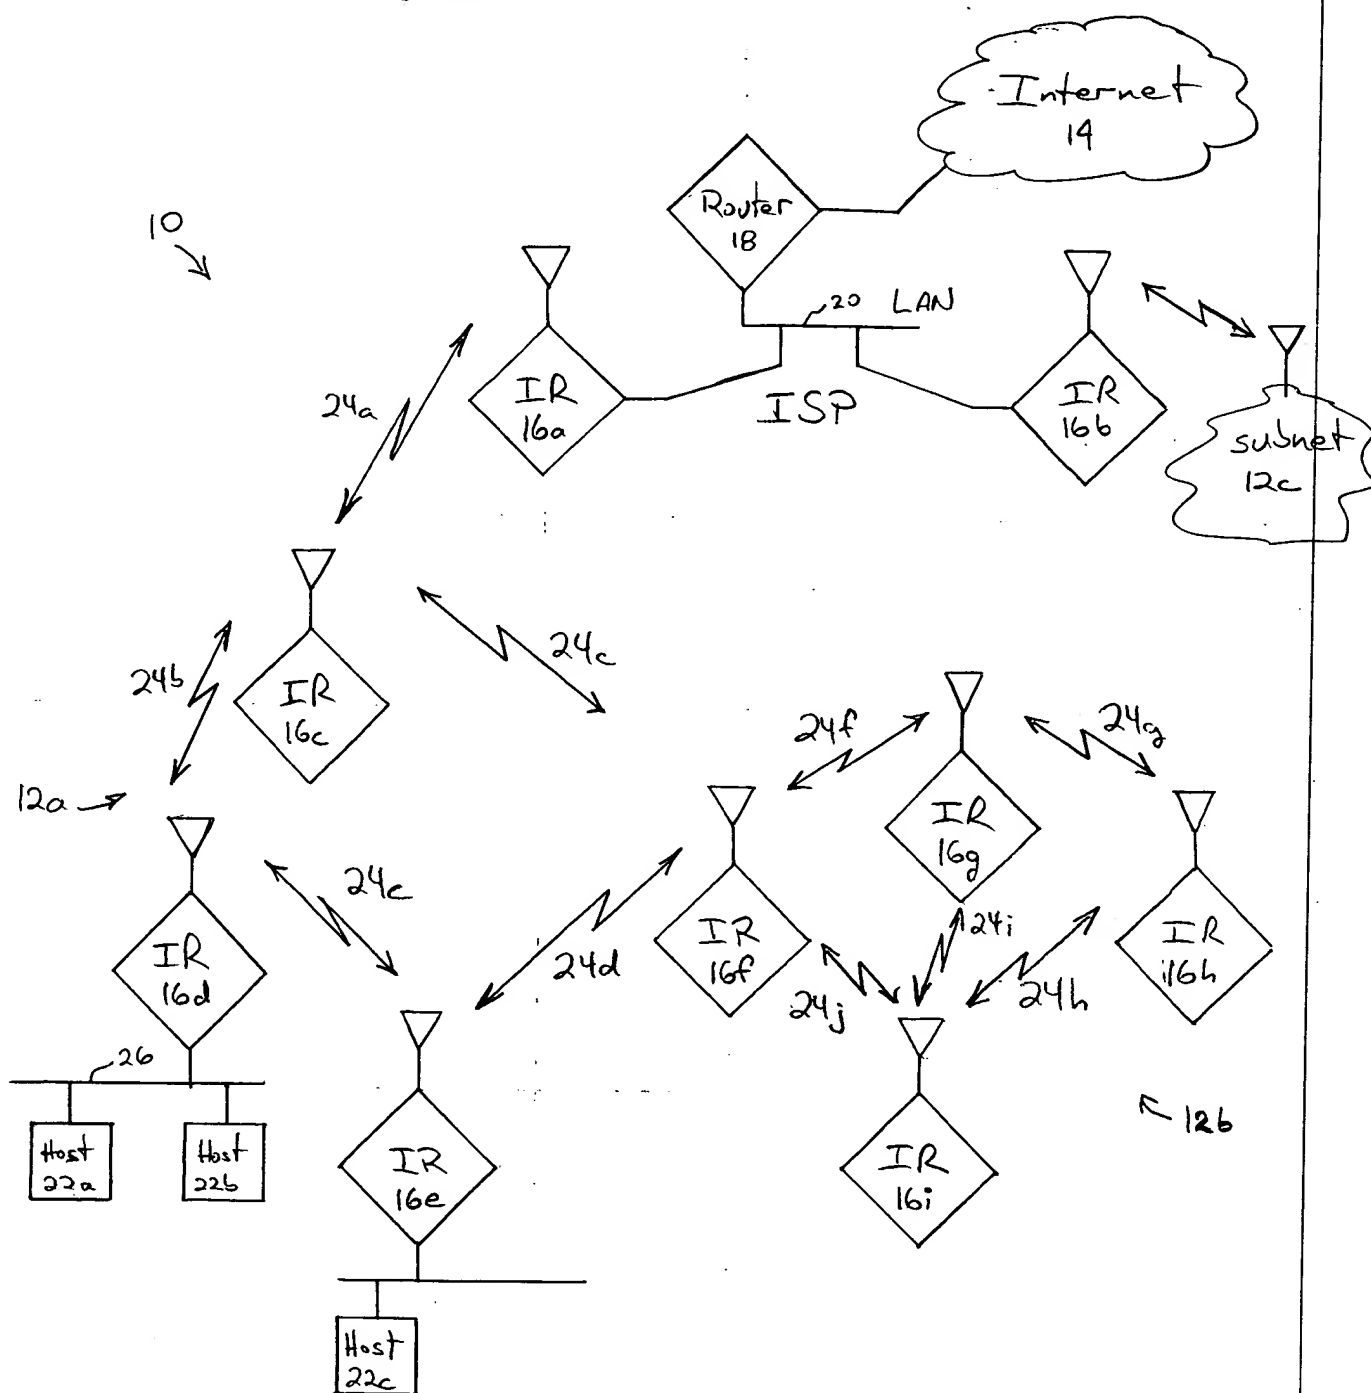 Internet
14
Router
18
10
20 LAN
IR
16a
ISP
IR
16b
subnet
12c
24a
24b
24c
IR
16c
24f
24g
12a
IR
16g
24c
IR
16d
24d
IR
16f
24i
24j
24h
IR
16h
26
Host
22a
Host
22b
IR
16e
IR
16i
12b
Host
22c